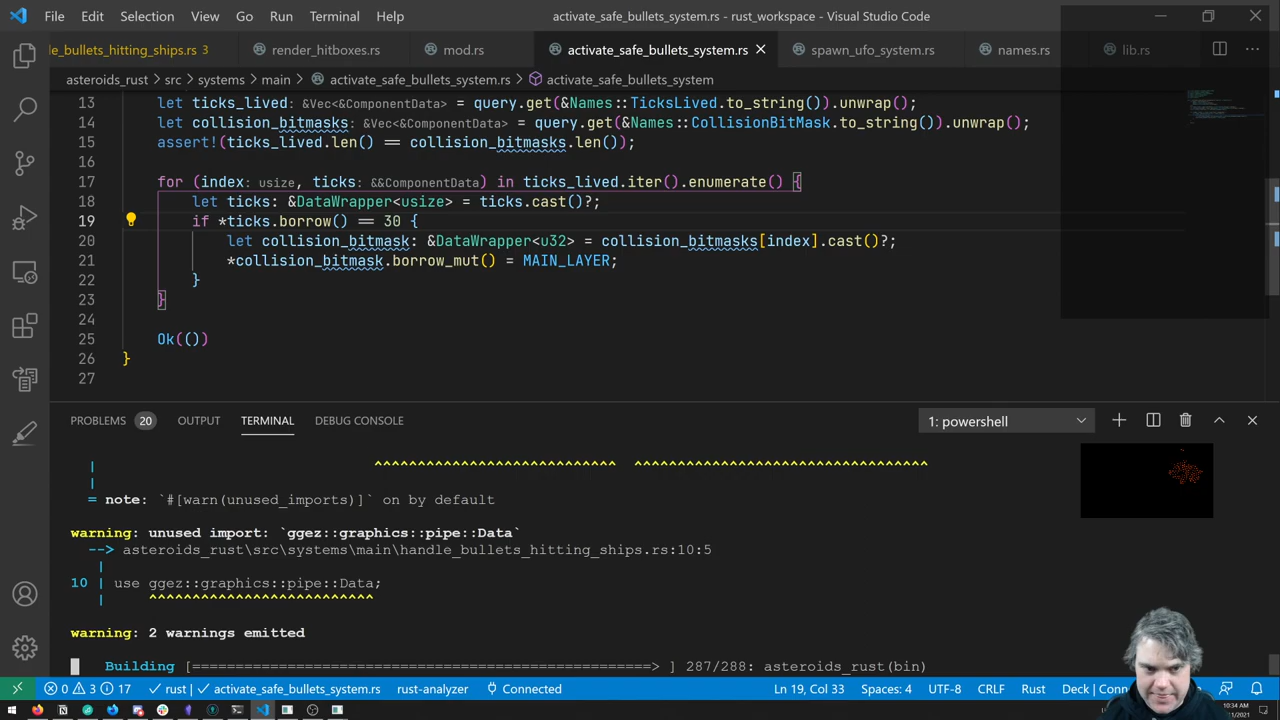 File Edit Selection View Go Run Terminal Help activate_safe_bullets_system.rs - rust_workspace - Visual Studio Code
le_bullets_hitting_ships.rs 3 render_hitboxes.rs mod.rs activate_safe_bullets_system.rs spawn_ufo_system.rs names.rs lib.rs
asteroids_rust > src > systems > main > activate_safe_bullets_system.rs > activate_safe_bullets_system
13 let ticks_lived: &Vec<&ComponentData> = query.get(&Names::TicksLived.to_string()).unwrap();
14 let collision_bitmasks: &Vec<&ComponentData> = query.get(&Names::CollisionBitMask.to_string()).unwrap();
15 assert!(ticks_lived.len() == collision_bitmasks.len());
16
17 for (index: usize, ticks: &&ComponentData) in ticks_lived.iter().enumerate() {
18 let ticks: &DataWrapper<usize> = ticks.cast()?;
19 if *ticks.borrow() == 30 {
20 let collision_bitmask: &DataWrapper<u32> = collision_bitmasks[index].cast()?;
21 *collision_bitmask.borrow_mut() = MAIN_LAYER;
22 }
23 }
24
25 Ok(())
26 }
27
PROBLEMS 20 OUTPUT TERMINAL DEBUG CONSOLE 1: powershell
|
| ^^^^^^^^^^^^^^^^^^^^^^^^^^^ ^^^^^^^^^^^^^^^^^^^^^^^^^^^^^^^^^
= note: `#[warn(unused_imports)]` on by default
warning: unused import: `ggez::graphics::pipe::Data`
--> asteroids_rust\src\systems\main\handle_bullets_hitting_ships.rs:10:5
|
10 | use ggez::graphics::pipe::Data;
| ^^^^^^^^^^^^^^^^^^^^^^^^^^
warning: 2 warnings emitted
Building [=====================================================> ] 287/288: asteroids_rust(bin)
0 3 17 rust | activate_safe_bullets_system.rs rust-analyzer Connected Ln 19, Col 33 Spaces: 4 UTF-8 CRLF Rust Deck | Conn
10:34 AM